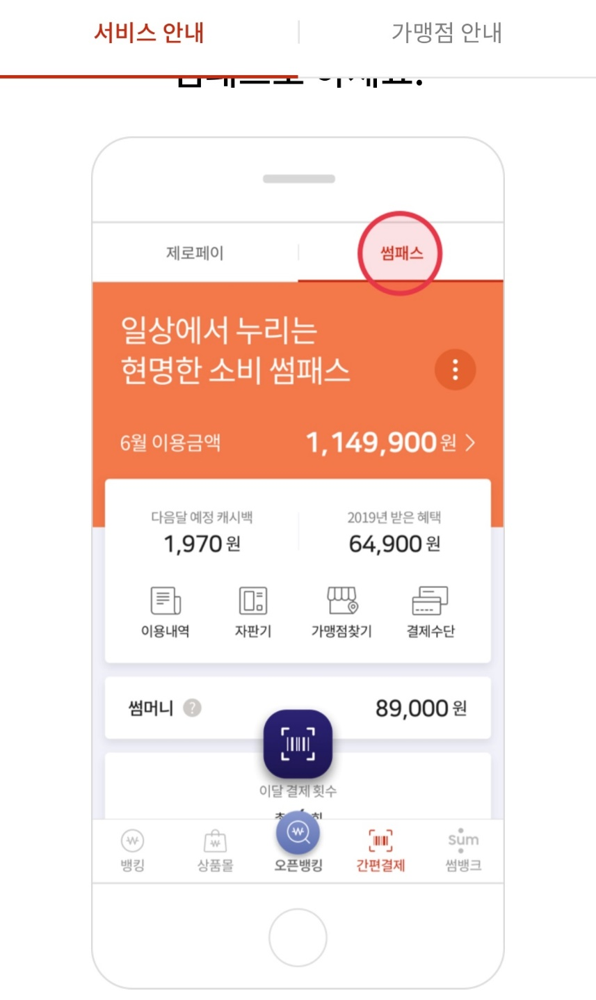 서비스 안내
가맹점 안내
제로페이
썸패스
일상에서 누리는
현명한 소비 썸패스
6월 이용금액
1,149,900원
다음달 예정 캐시백
2019년 받은 혜택
1,970원
64,900원
이용내역
자판기
가맹점찾기
결제수단
썸머니 ?
89,000원
이달 결제 횟수
뱅킹
상품몰
오픈뱅킹
간편결제
sum
썸뱅크